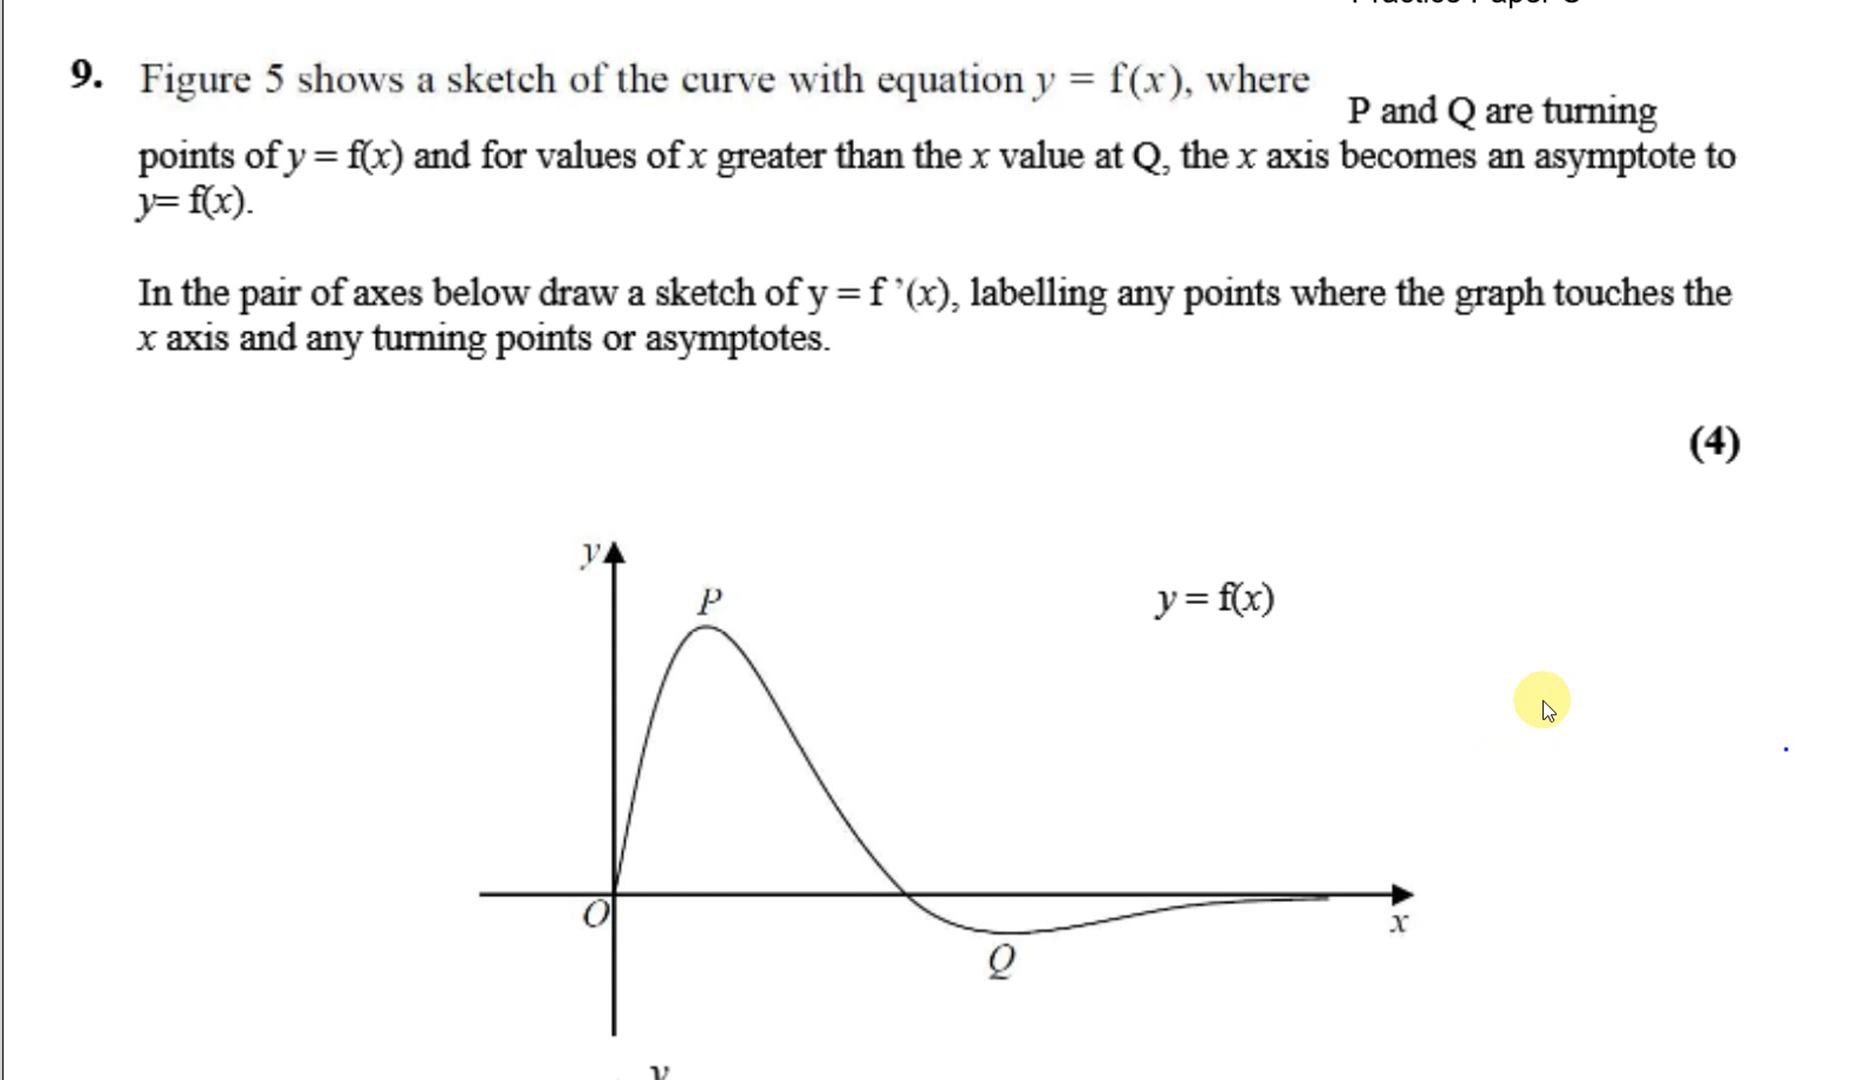 Practice Paper C
9. Figure 5 shows a sketch of the curve with equation y = f(x), where
P and Q are turning
points of y = f(x) and for values of x greater than the x value at Q, the x axis becomes an asymptote to
y= f(x).
In the pair of axes below draw a sketch of y = f ’(x), labelling any points where the graph touches the
x axis and any turning points or asymptotes.
(4)
y
P
y = f(x)
O
x
Q
y